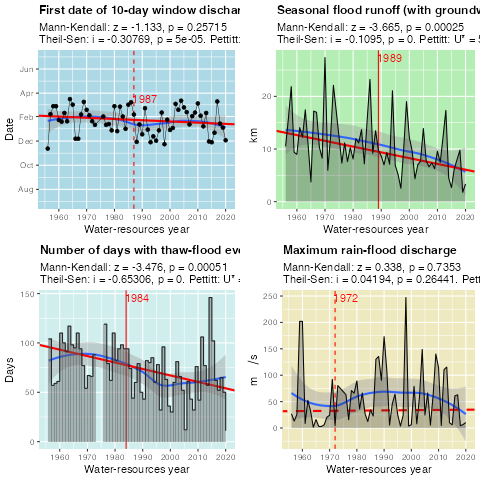 First date of 10-day window dischar
Mann-Kendall: z = -1.133, p = 0.25715
Theil-Sen: i = -0.30769, p = 5e-05. Pettitt:
1987
Date
Jun
Apr
Feb
Dec
Oct
Aug
1960 1970 1980 1990 2000 2010 2020
Water-resources year
Seasonal flood runoff (with groundw
Mann-Kendall: z = -3.665, p = 0.00025
Theil-Sen: i = -0.1095, p = 0. Pettitt: U* =
1989
km
20
10
0
1960 1970 1980 1990 2000 2010 2020
Water-resources year
Number of days with thaw-flood eve
Mann-Kendall: z = -3.476, p = 0.00051
Theil-Sen: i = -0.65306, p = 0. Pettitt: U* =
1984
Days
150
100
50
0
1960 1970 1980 1990 2000 2010 2020
Water-resources year
Maximum rain-flood discharge
Mann-Kendall: z = 0.338, p = 0.7353
Theil-Sen: i = 0.04194, p = 0.26441. Pett
1972
m /s
250
200
150
100
50
0
1960 1970 1980 1990 2000 2010 2020
Water-resources year